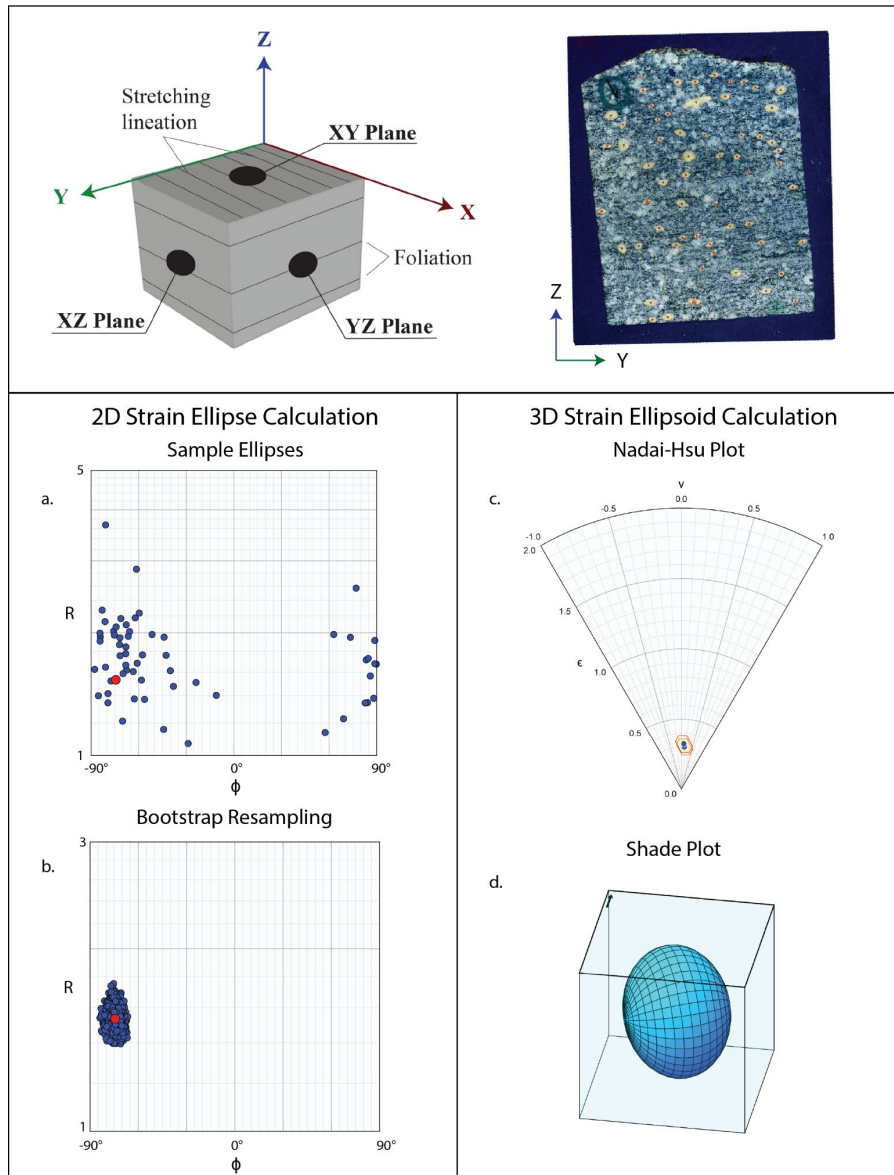 Z
Stretching
lineation
XY Plane
Y
X
Foliation
XZ Plane
YZ Plane
Z
Y
2D Strain Ellipse Calculation
Sample Ellipses
a.
5
R
1
-90°
0°
90°
ϕ
Bootstrap Resampling
b.
3
R
1
-90°
0°
90°
ϕ
3D Strain Ellipsoid Calculation
Nadai-Hsu Plot
c.
ν
0.0
-0.5
0.5
-1.0
1.0
2.0
1.5
ϵ
1.0
0.5
0.0
Shade Plot
d.